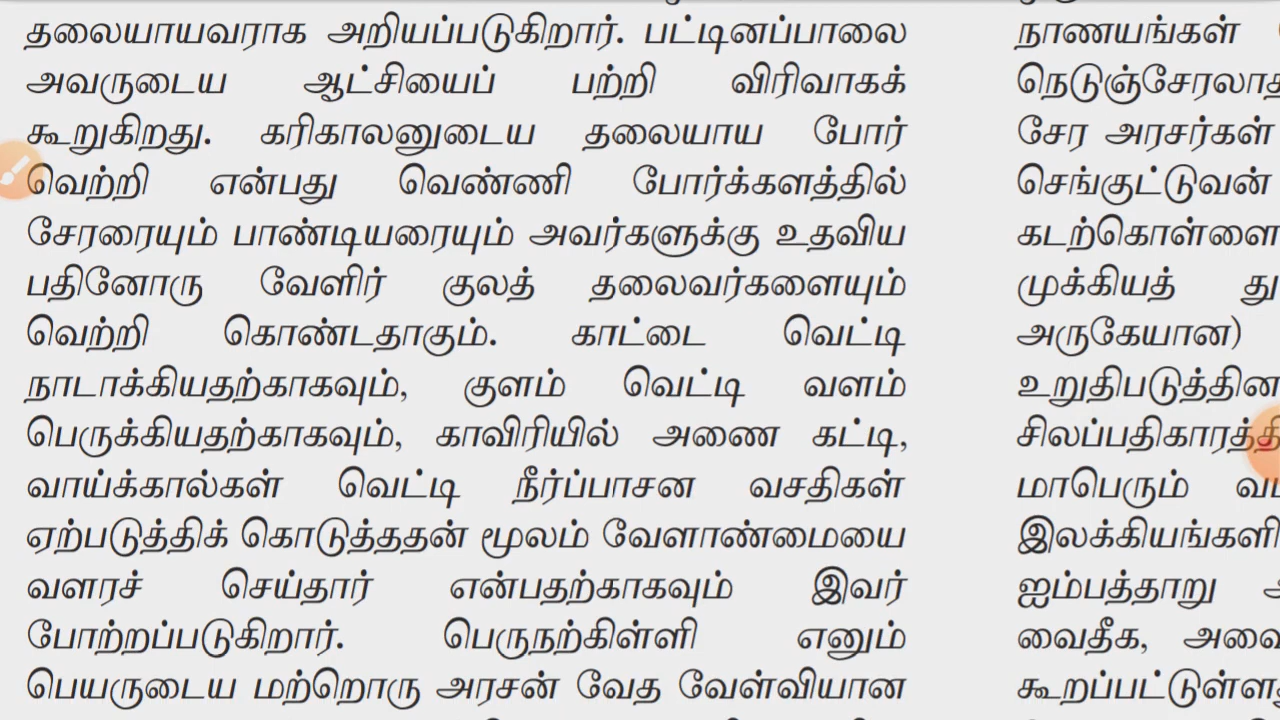 தலையாயவராக அறியப்படுகிறார். பட்டினப்பாலை
அவருடைய ஆட்சியைப் பற்றி விரிவாகக்
கூறுகிறது. கரிகாலனுடைய தலையாய போர்
வெற்றி என்பது வெண்ணி போர்க்களத்தில்
சேரரையும் பாண்டியரையும் அவர்களுக்கு உதவிய
பதினோரு வேளிர் குலத் தலைவர்களையும்
வெற்றி கொண்டதாகும். காட்டை வெட்டி
நாடாக்கியதற்காகவும், குளம் வெட்டி வளம்
பெருக்கியதற்காகவும், காவிரியில் அணை கட்டி,
வாய்க்கால்கள் வெட்டி நீர்ப்பாசன வசதிகள்
ஏற்படுத்திக் கொடுத்ததன் மூலம் வேளாண்மையை
வளரச் செய்தார் என்பதற்காகவும் இவர்
போற்றப்படுகிறார். பெருநற்கிள்ளி எனும்
பெயருடைய மற்றொரு அரசன் வேத வேள்வியான
நாணயங்கள்
சேர அரசர்கள்
செங்குட்டுவன்
கடற்கொள்ளை
முக்கியத்
அருகேயான)
மாபெரும்
ஐம்பத்தாறு
வைதீக,